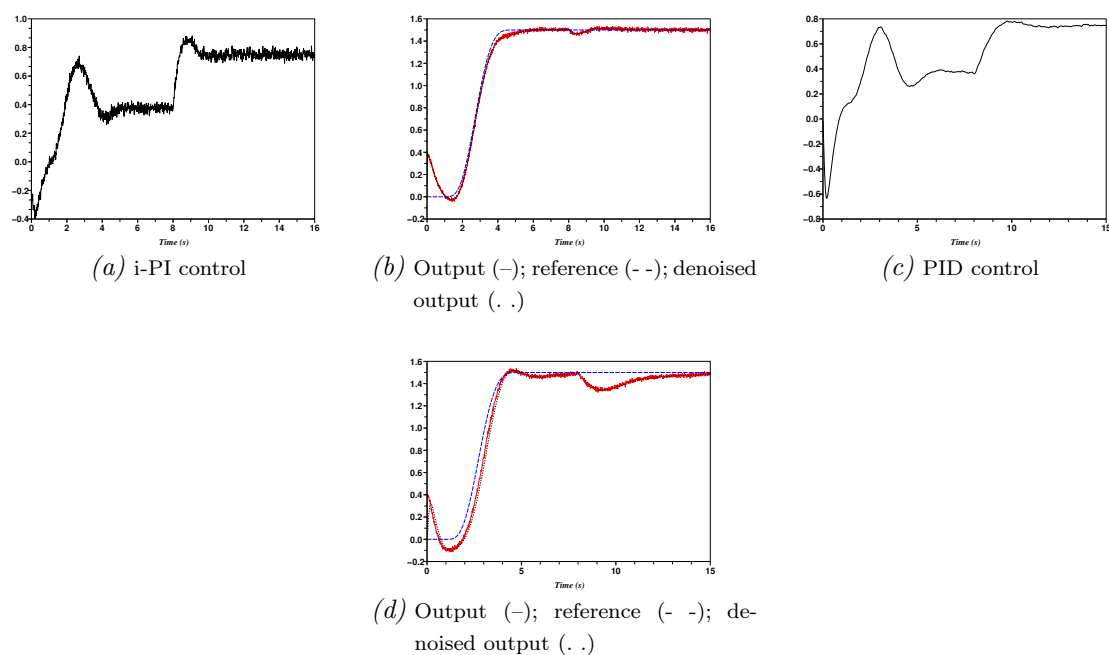 1.0
0.8
0.6
0.4
0.2
0.0
−0.2
−0.4
0 2 4 6 8 10 12 14 16
Time (s)
(a) i-PI control
1.6
1.4
1.2
1.0
0.8
0.6
0.4
0.2
0.0
−0.2
0 2 4 6 8 10 12 14 16
Time (s)
(b) Output (–); reference (- -); denoised
output (. .)
0.8
0.6
0.4
0.2
0.0
−0.2
−0.4
−0.6
−0.8
0 5 10 15
Time (s)
(c) PID control
1.6
1.4
1.2
1.0
0.8
0.6
0.4
0.2
0.0
−0.2
0 5 10 15
Time (s)
(d) Output (–); reference (- -); de-
noised output (. .)